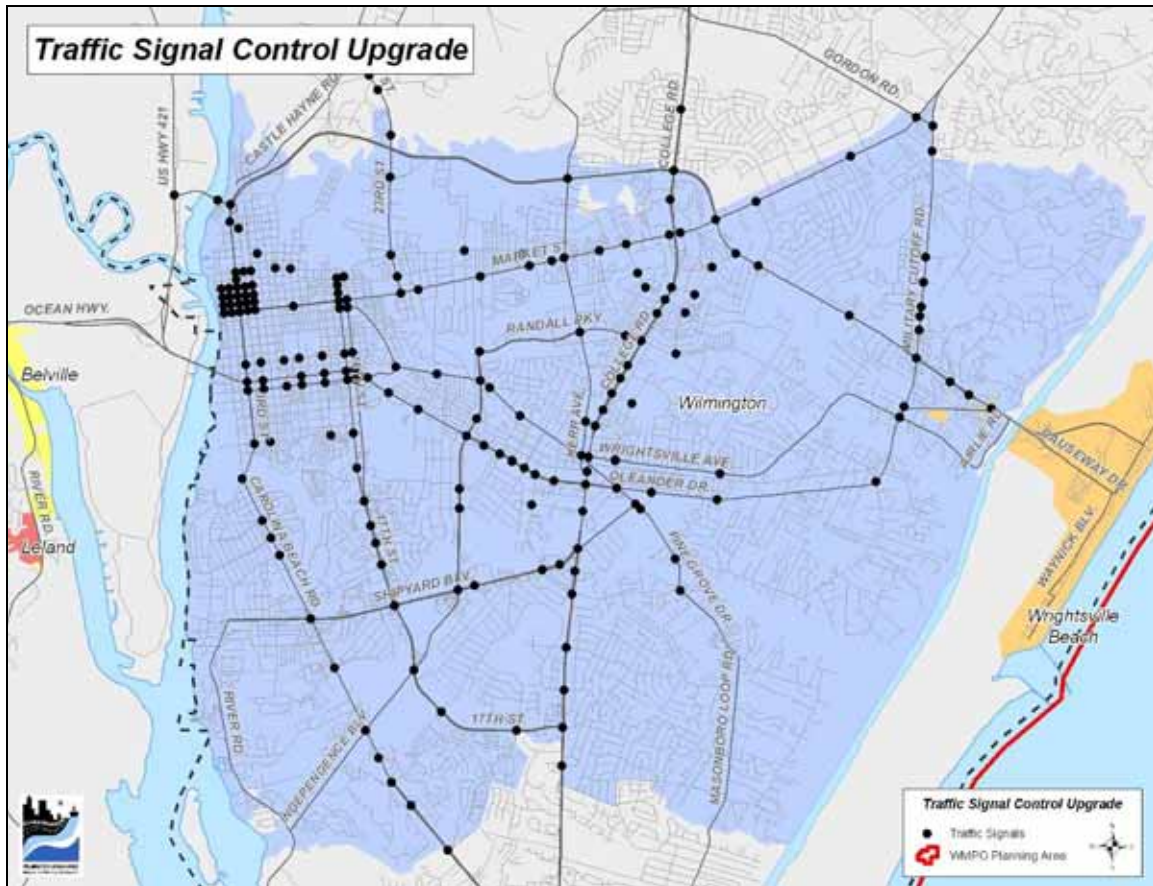 Traffic Signal Control Upgrade
GORDON RD.
CASTLE HAYNE RD.
ST.
COLLEGE RD.
US HWY 421
23RD ST.
MILITARY CUTOFF RD.
MARKET ST.
OCEAN HWY.
RANDALL PKY.
COLLEGE RD.
Belville
Wilmington
KERR AVE.
3RD ST.
AIRLIE RD.
WRIGHTSVILLE AVE.
CAUSEWAY DR.
OLEANDER DR.
RIVER RD.
CAROLINA BEACH RD.
17TH ST.
Leland
WAYNICK BLV.
SHIPYARD BLV.
PINE GROVE DR.
Wrightsville
Beach
MASONBORO LOOP RD.
RIVER RD.
17TH ST.
INDEPENDENCE BLV.
Traffic Signal Control Upgrade
Traffic Signals
WMPO Planning Area